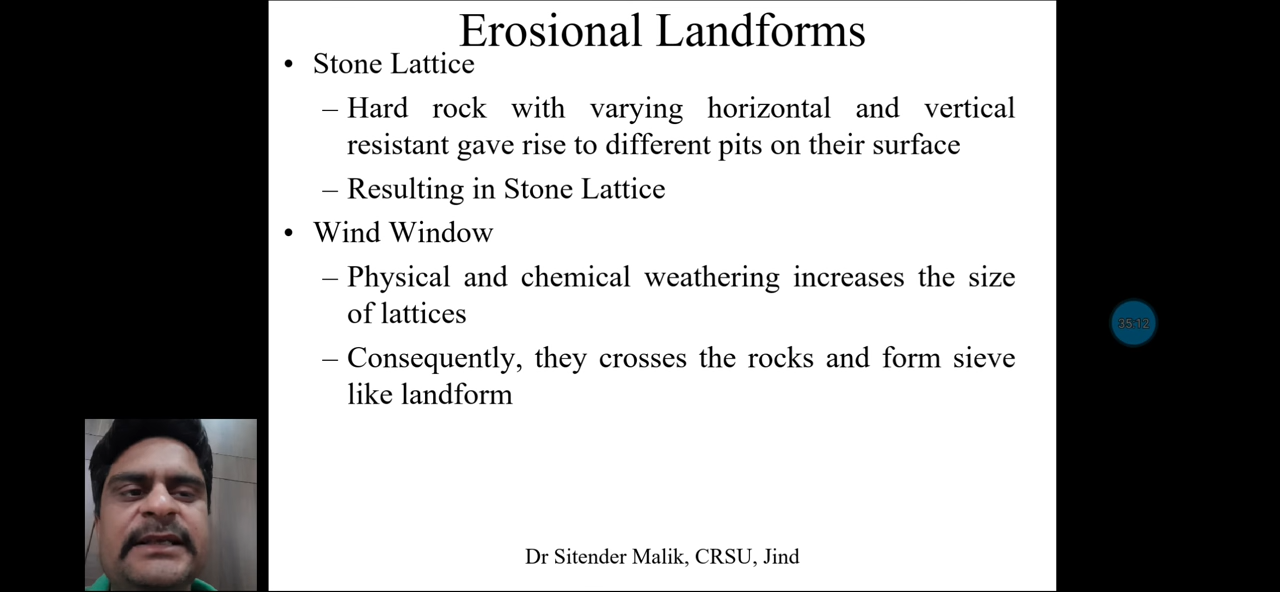 Erosional Landforms
• Stone Lattice
– Hard rock with varying horizontal and vertical
resistant gave rise to different pits on their surface
– Resulting in Stone Lattice
• Wind Window
– Physical and chemical weathering increases the size
of lattices
– Consequently, they crosses the rocks and form sieve
like landform
35:12
Dr Sitender Malik, CRSU, Jind